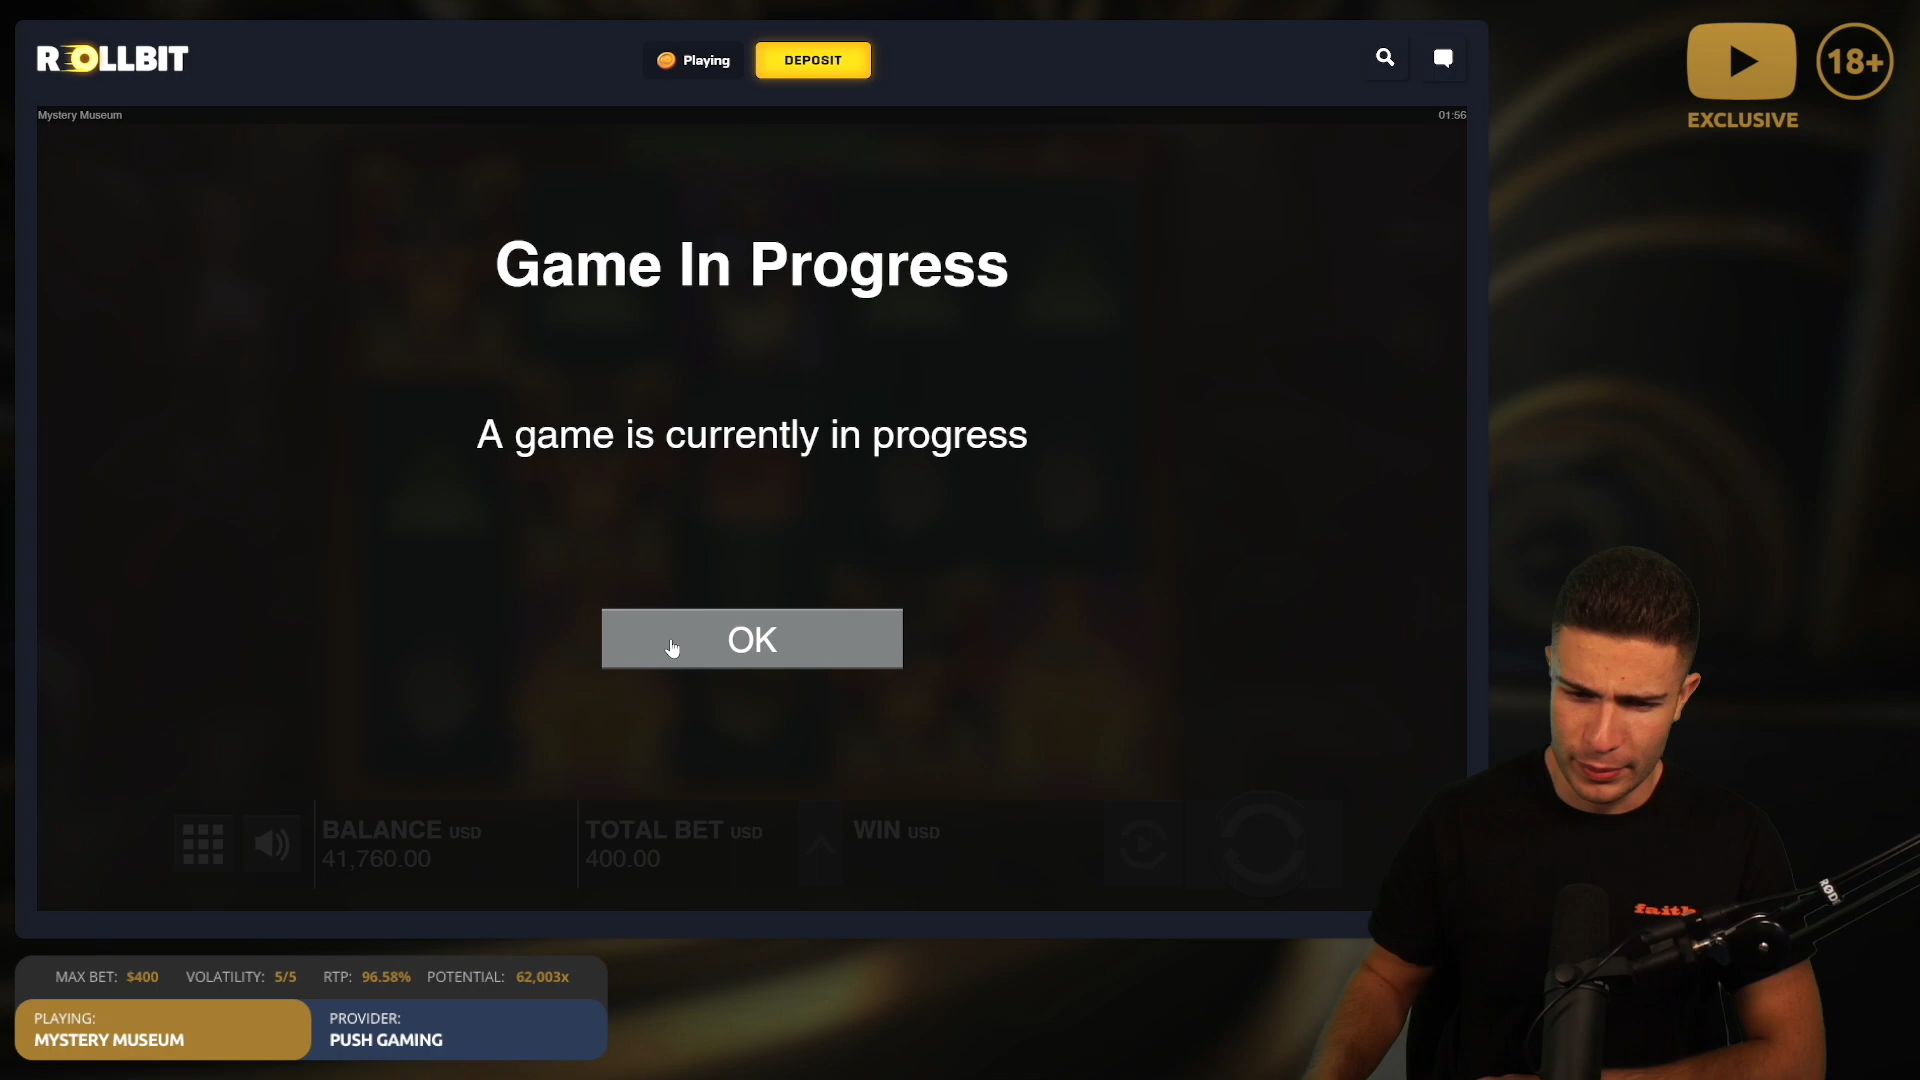 ROLLBIT
Playing
DEPOSIT
EXCLUSIVE
18+
Mystery Museum
01:56
Game In Progress
A game is currently in progress
OK
BALANCE USD
41,760.00
TOTAL BET USD
400.00
WIN USD
faith
RØDE
MAX BET: $400 VOLATILITY: 5/5 RTP: 96.58% POTENTIAL: 62,003x
PLAYING:
MYSTERY MUSEUM
PROVIDER:
PUSH GAMING